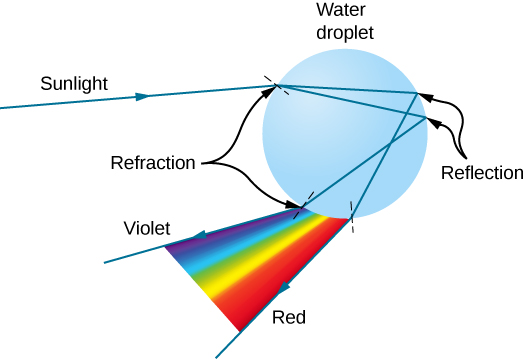 Water
droplet
Sunlight
Refraction
Reflection
Violet
Red